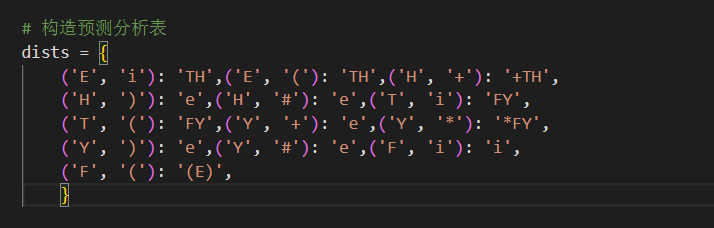 # 构造预测分析表
dists = {
('E', 'i'): 'TH',('E', '('): 'TH',('H', '+'): '+TH',
('H', ')'): 'e',('H', '#'): 'e',('T', 'i'): 'FY',
('T', '('): 'FY',('Y', '+'): 'e',('Y', '*'): '*FY',
('Y', ')'): 'e',('Y', '#'): 'e',('F', 'i'): 'i',
('F', '('): '(E)',
}